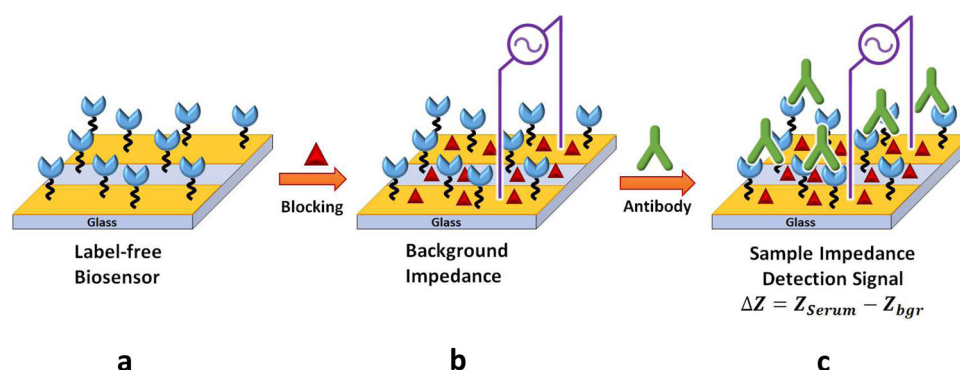 Glass
Label-free
Biosensor
a
Blocking
Glass
Background
Impedance
b
Antibody
Glass
Sample Impedance
Detection Signal
ΔZ = Z_Serum − Z_bgr
c